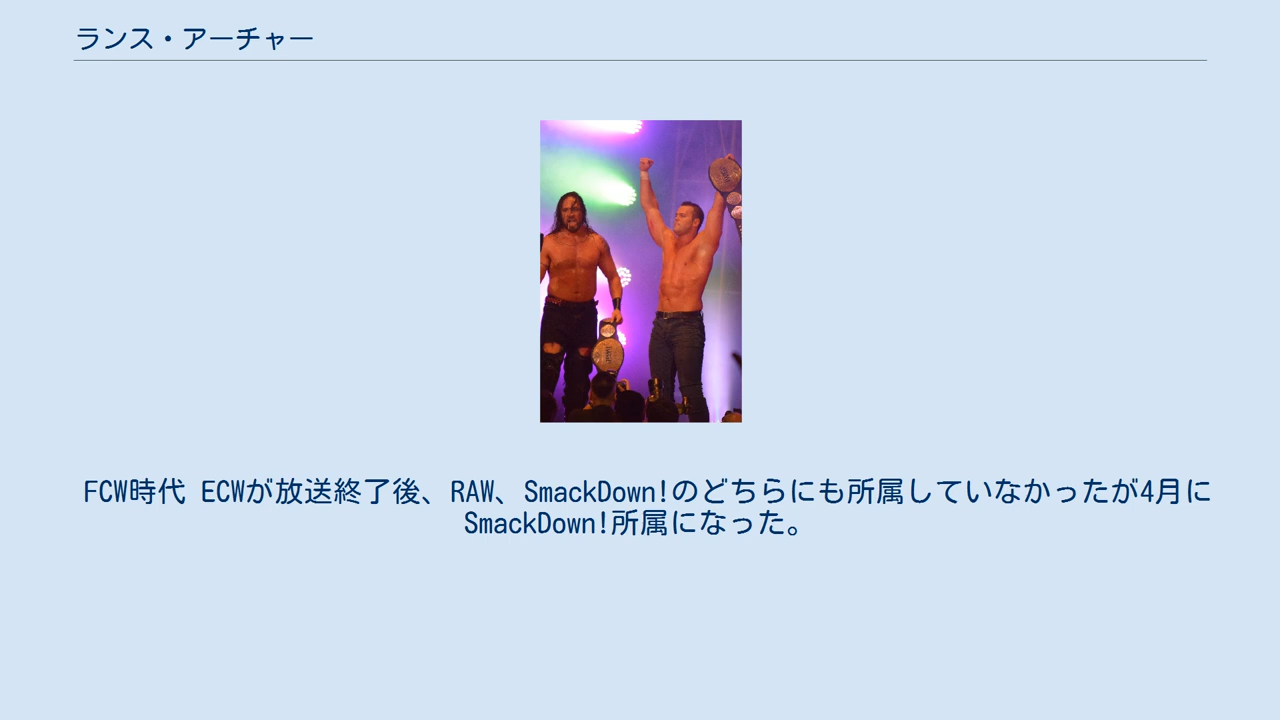 ランス・アーチャー
FCW時代 ECWが放送終了後、RAW、SmackDown!のどちらにも所属していなかったが4月に
SmackDown!所属になった。